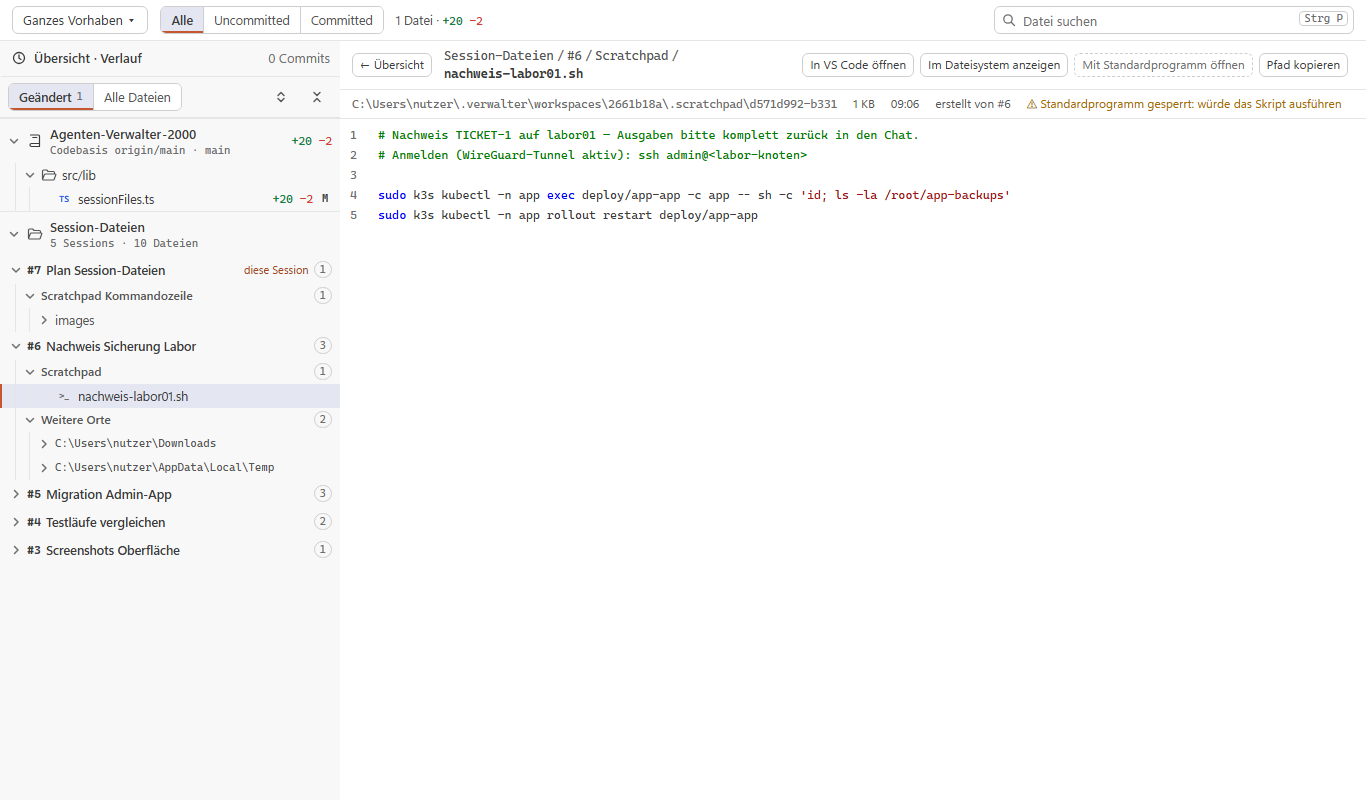 Ganzes Vorhaben
Alle Uncommitted Committed
1 Datei · +20 −2
Datei suchen Strg P
Übersicht · Verlauf 0 Commits
Geändert 1 Alle Dateien
Agenten-Verwalter-2000 +20 −2
Codebasis origin/main · main
src/lib
TS sessionFiles.ts +20 −2 M
Session-Dateien
5 Sessions · 10 Dateien
#7 Plan Session-Dateien diese Session 1
Scratchpad Kommandozeile 1
images
#6 Nachweis Sicherung Labor 3
Scratchpad 1
>_ nachweis-labor01.sh
Weitere Orte 2
C:\Users\nutzer\Downloads
C:\Users\nutzer\AppData\Local\Temp
#5 Migration Admin-App 3
#4 Testläufe vergleichen 2
#3 Screenshots Oberfläche 1
← Übersicht
Session-Dateien / #6 / Scratchpad /
nachweis-labor01.sh
In VS Code öffnen Im Dateisystem anzeigen Mit Standardprogramm öffnen Pfad kopieren
C:\Users\nutzer\.verwalter\workspaces\2661b18a\.scratchpad\d571d992-b331 1 KB 09:06 erstellt von #6 ⚠ Standardprogramm gesperrt: würde das Skript ausführen
1 # Nachweis TICKET-1 auf labor01 — Ausgaben bitte komplett zurück in den Chat.
2 # Anmelden (WireGuard-Tunnel aktiv): ssh admin@<labor-knoten>
3
4 sudo k3s kubectl -n app exec deploy/app-app -c app -- sh -c 'id; ls -la /root/app-backups'
5 sudo k3s kubectl -n app rollout restart deploy/app-app